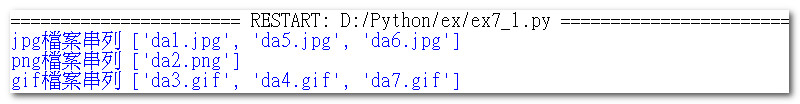 ======================= RESTART: D:/Python/ex/ex7_1.py =======================
jpg檔案串列 ['da1.jpg', 'da5.jpg', 'da6.jpg']
png檔案串列 ['da2.png']
gif檔案串列 ['da3.gif', 'da4.gif', 'da7.gif']